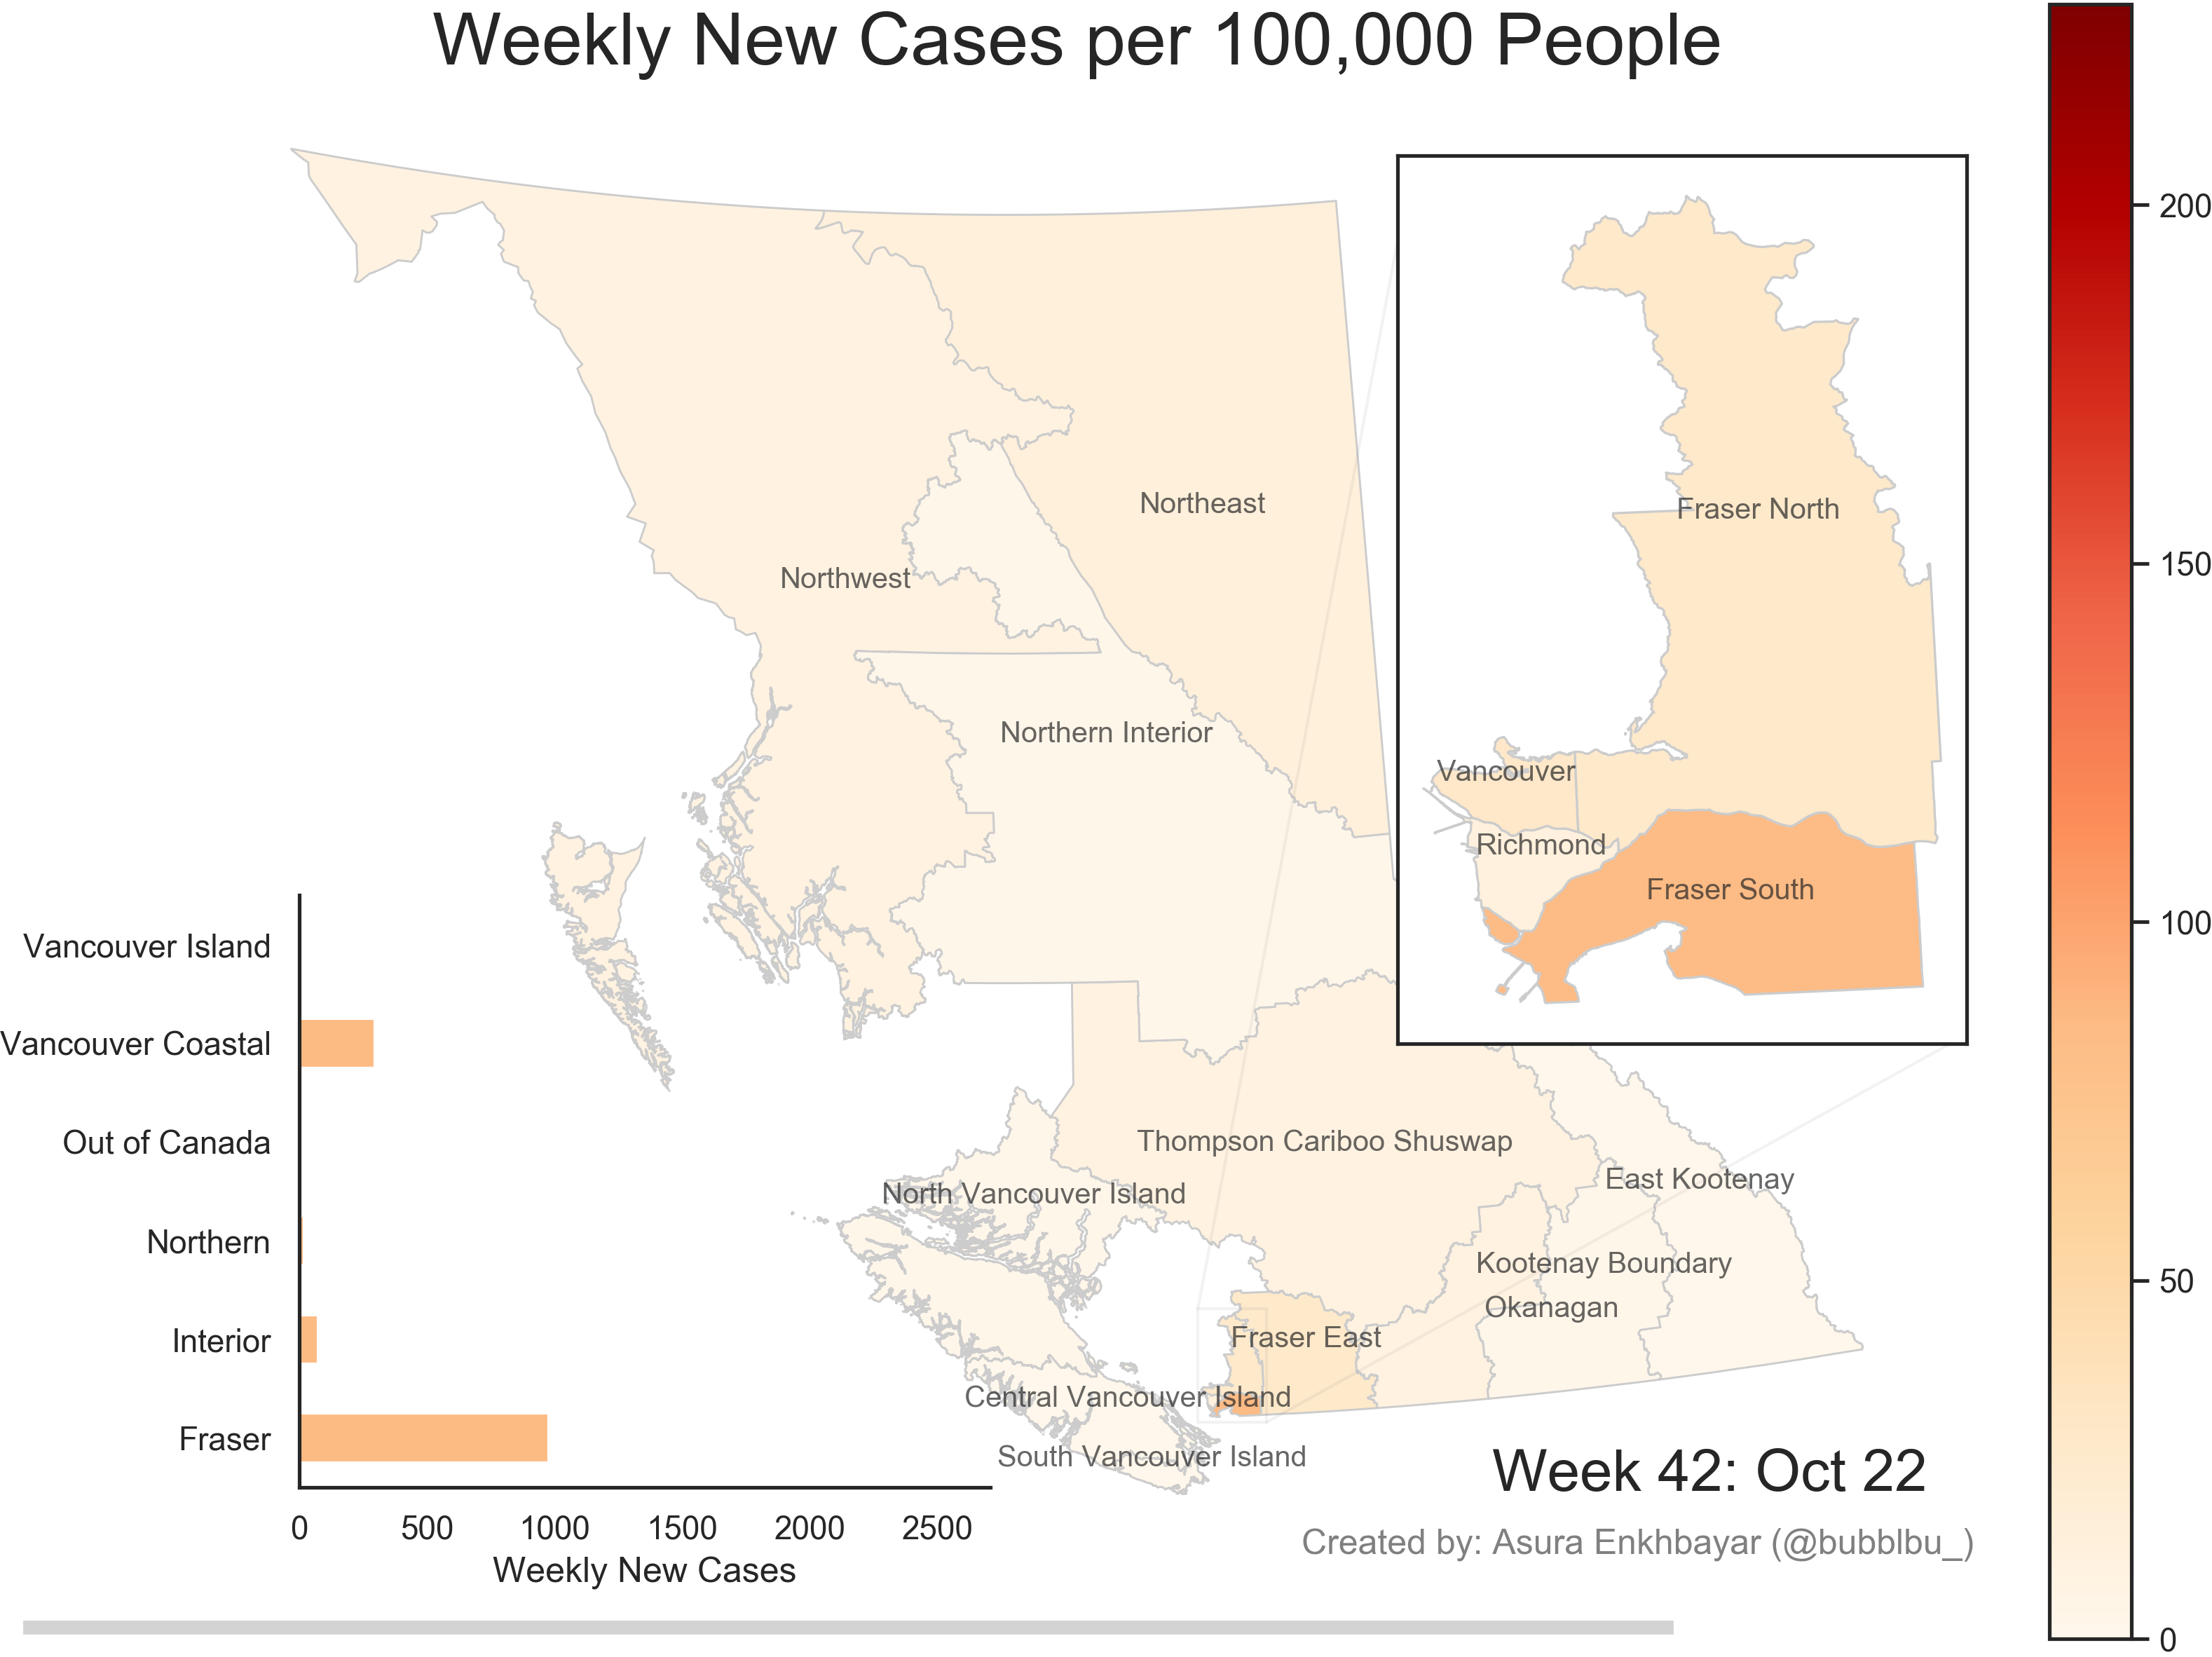 Weekly New Cases per 100,000 People
200
150
100
50
0
Northeast
Northwest
Northern Interior
Fraser North
Vancouver
Richmond
Fraser South
Thompson Cariboo Shuswap
East Kootenay
North Vancouver Island
Kootenay Boundary
Okanagan
Fraser East
Central Vancouver Island
South Vancouver Island
Vancouver Island
Vancouver Coastal
Out of Canada
Northern
Interior
Fraser
0 500 1000 1500 2000 2500
Weekly New Cases
Week 42: Oct 22
Created by: Asura Enkhbayar (@bubblbu_)